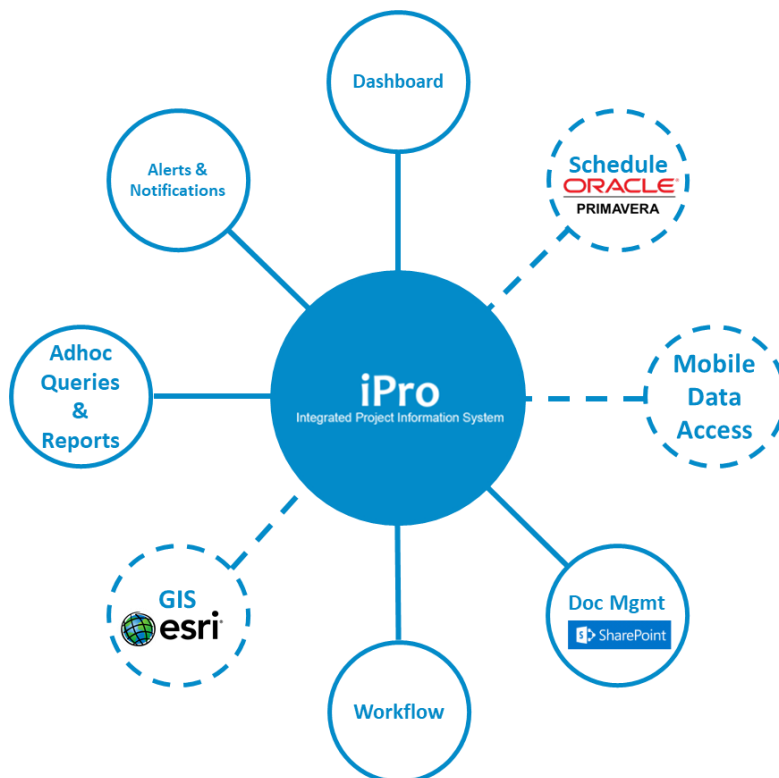 Dashboard
Alerts &
Notifications
Schedule
ORACLE®
PRIMAVERA
Adhoc
Queries
&
Reports
iPro
Integrated Project Information System
Mobile
Data
Access
GIS
esri®
Doc Mgmt
S SharePoint
Workflow